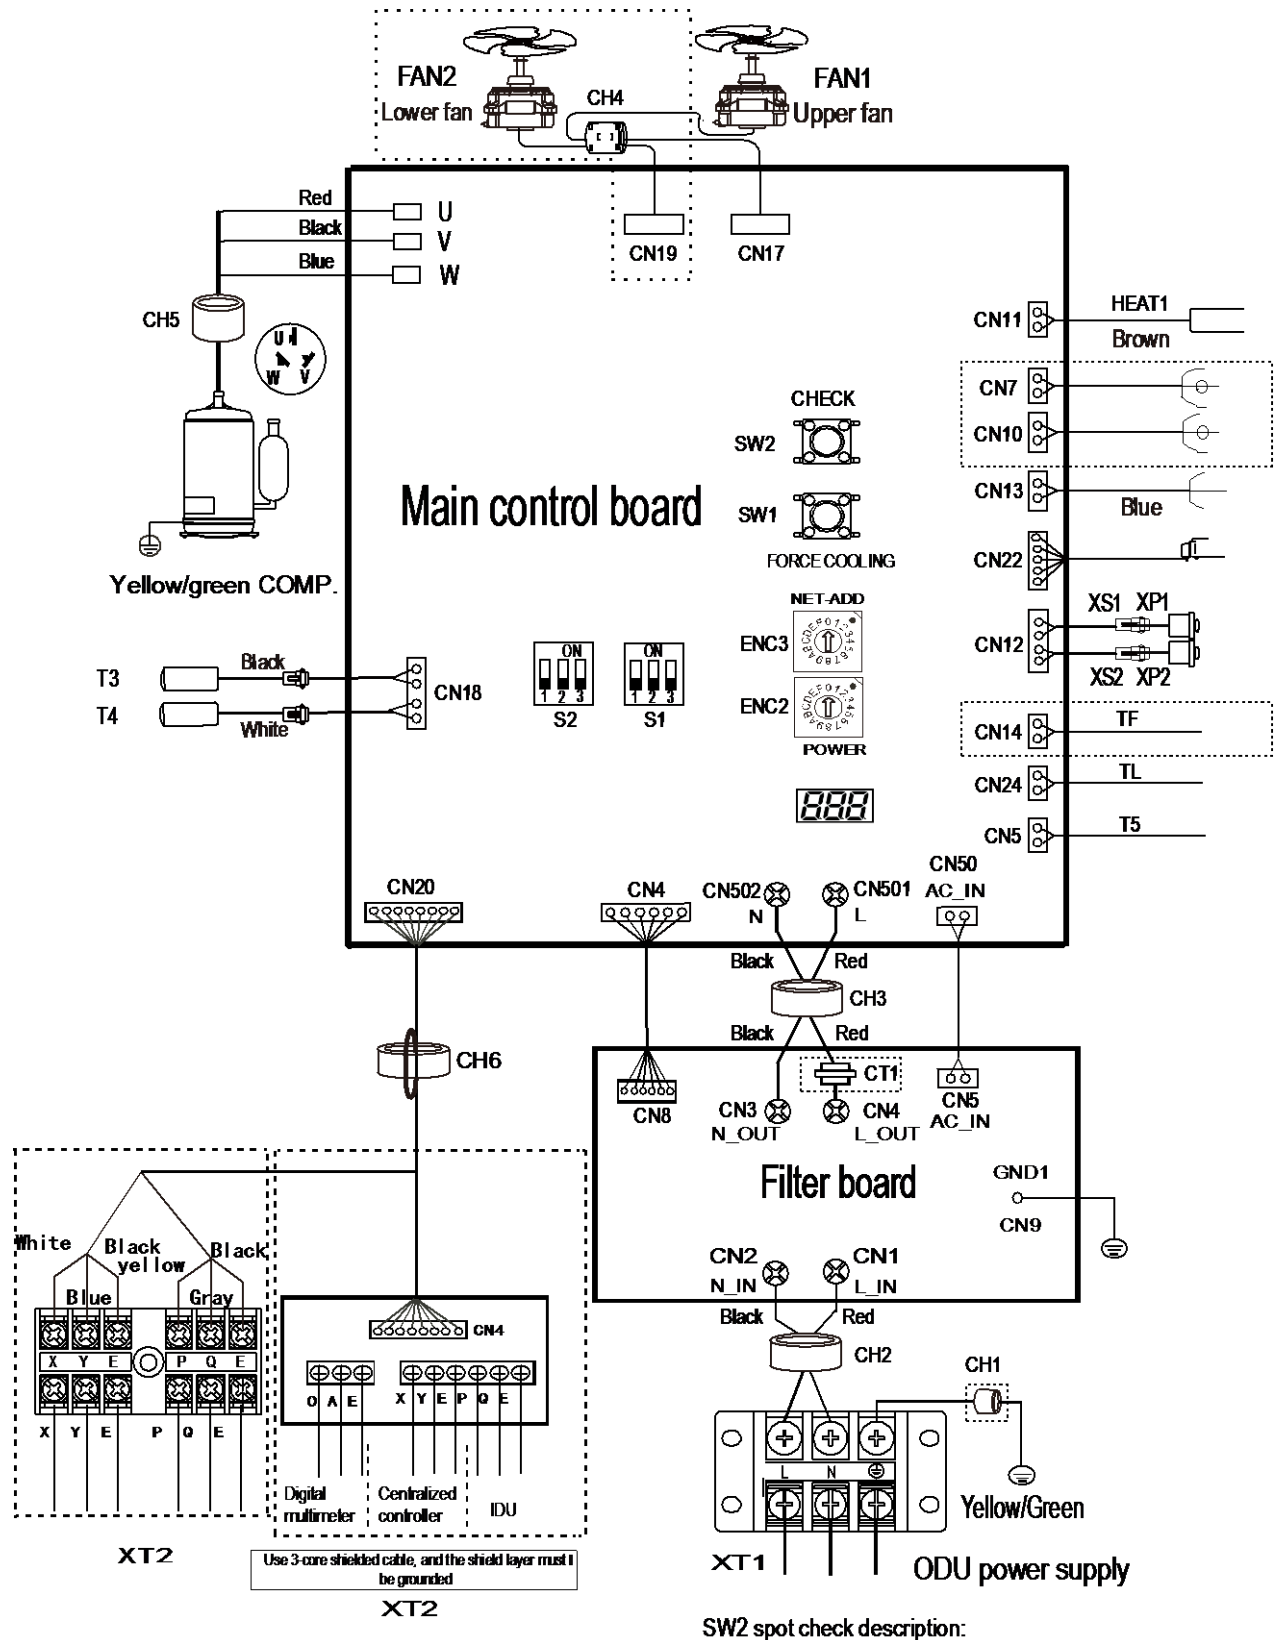 FAN2
Lower fan
CH4
FAN1
Upper fan
Red
U
Black
V
Blue
W
CN19
CN17
CH5
U
W V
CN11
HEAT1
Brown
CN7
CN10
CN13
Blue
CN22
CHECK
SW2
SW1
FORCE COOLING
Main control board
Yellow/green COMP.
NET-ADD
ENC3
ENC2
POWER
XS1 XP1
CN12
XS2 XP2
T3
Black
T4
White
CN18
ON
1 2 3
S2
ON
1 2 3
S1
CN14
TF
CN24
TL
CN5
T5
888
CN20
CN4
CN502
N
CN501
L
CN50
AC_IN
Black Red
CH3
Black Red
CH6
CT1
CN8
CN3
N_OUT
CN4
L_OUT
CN5
AC_IN
Filter board
GND1
CN9
CN2
N_IN
CN1
L_IN
Black Red
CH2
CH1
White
Black
yellow
Black
Blue
Gray
X Y E P Q E
X Y E P Q E
XT2
CN4
O A E X Y E P Q E
Digital
multimeter
Centralized
controller
IDU
Use 3-core shielded cable, and the shield layer must
be grounded
XT2
L N
Yellow/Green
XT1
ODU power supply
SW2 spot check description: